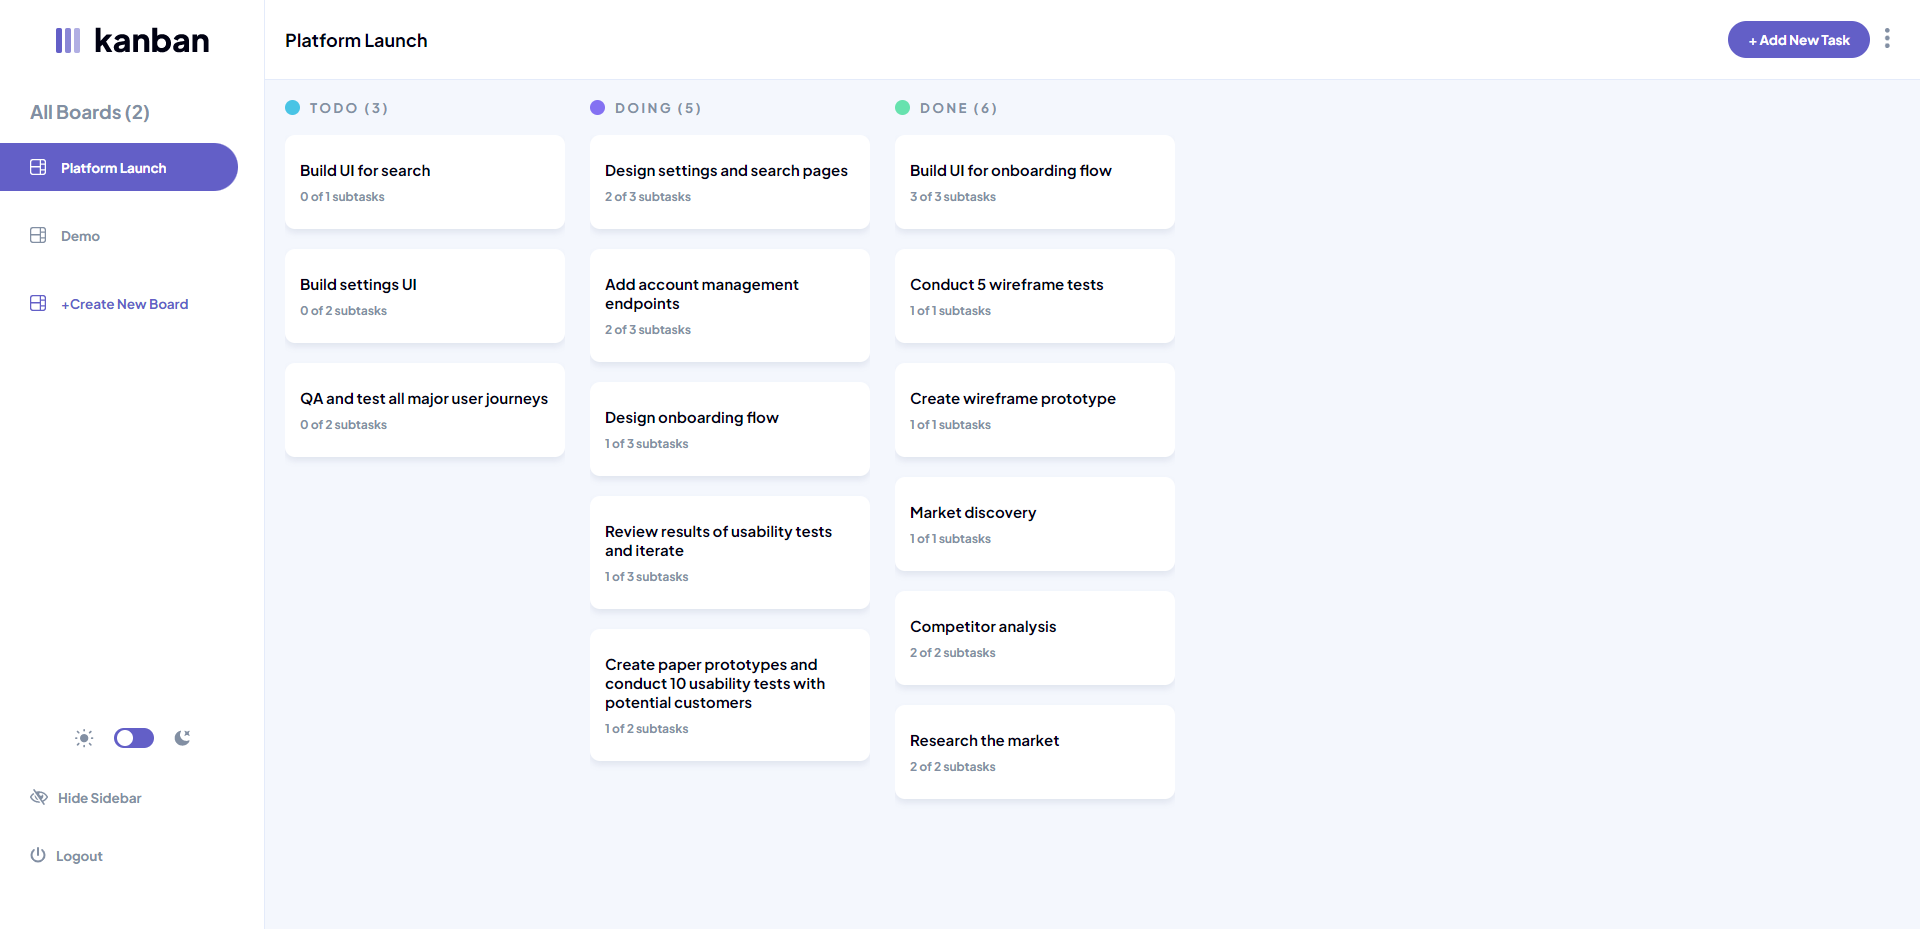 kanban
Platform Launch
+ Add New Task
All Boards (2)
Platform Launch
Demo
+Create New Board
Hide Sidebar
Logout
TODO (3)
Build UI for search
0 of 1 subtasks
Build settings UI
0 of 2 subtasks
QA and test all major user journeys
0 of 2 subtasks
DOING (5)
Design settings and search pages
2 of 3 subtasks
Add account management
endpoints
2 of 3 subtasks
Design onboarding flow
1 of 3 subtasks
Review results of usability tests
and iterate
1 of 3 subtasks
Create paper prototypes and
conduct 10 usability tests with
potential customers
1 of 2 subtasks
DONE (6)
Build UI for onboarding flow
3 of 3 subtasks
Conduct 5 wireframe tests
1 of 1 subtasks
Create wireframe prototype
1 of 1 subtasks
Market discovery
1 of 1 subtasks
Competitor analysis
2 of 2 subtasks
Research the market
2 of 2 subtasks